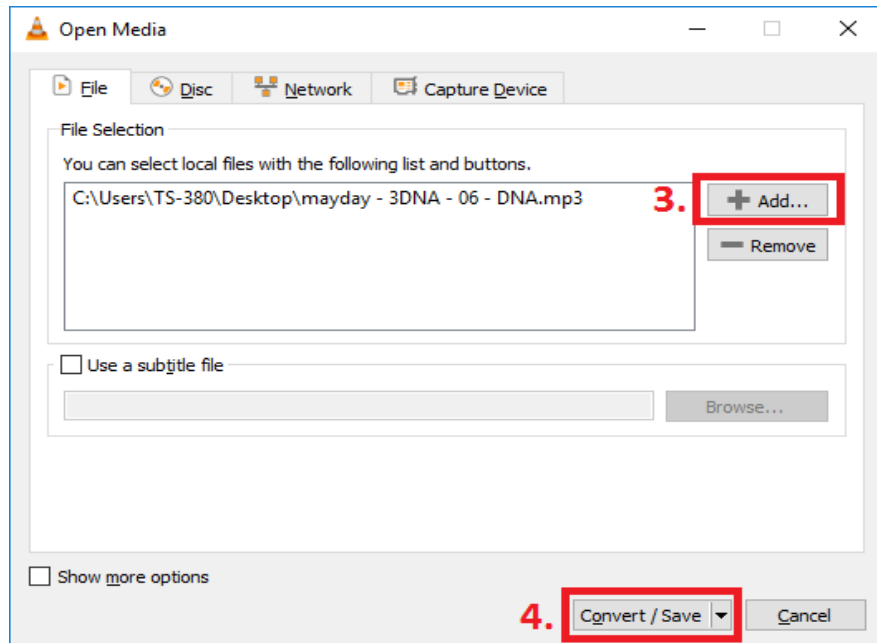 Open Media
File Disc Network Capture Device
File Selection
You can select local files with the following list and buttons.
C:\Users\TS-380\Desktop\mayday - 3DNA - 06 - DNA.mp3
3. Add...
Remove
Use a subtitle file
Browse...
Show more options
4. Convert / Save Cancel